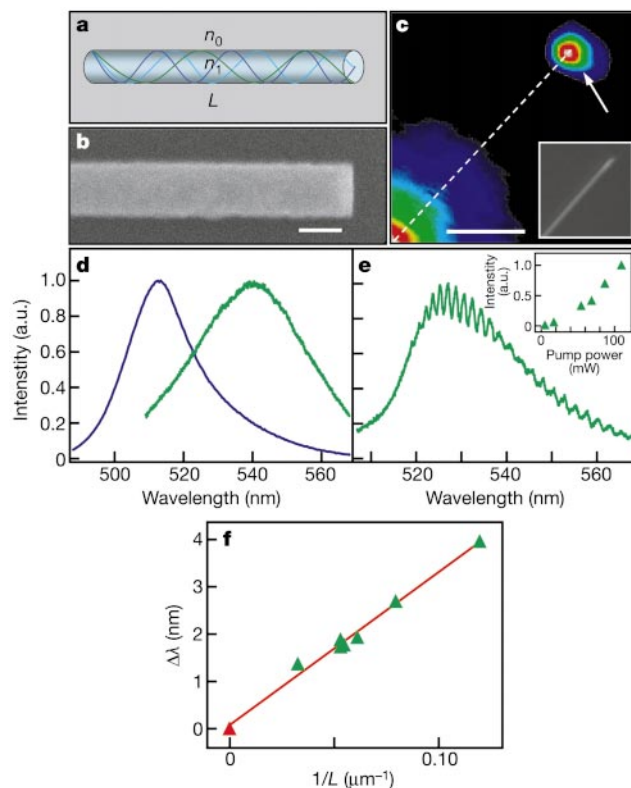 a
n0
n1
L
b
c
d
Intenstity (a.u.)
1.0
0.8
0.6
0.4
0.2
0
500 520 540 560
Wavelength (nm)
e
Intenstity
(a.u.)
1.0
0.5
0
0 100
Pump power
(mW)
520 540 560
Wavelength (nm)
f
Δλ (nm)
4
3
2
1
0
0 0.10
1/L (μm⁻¹)